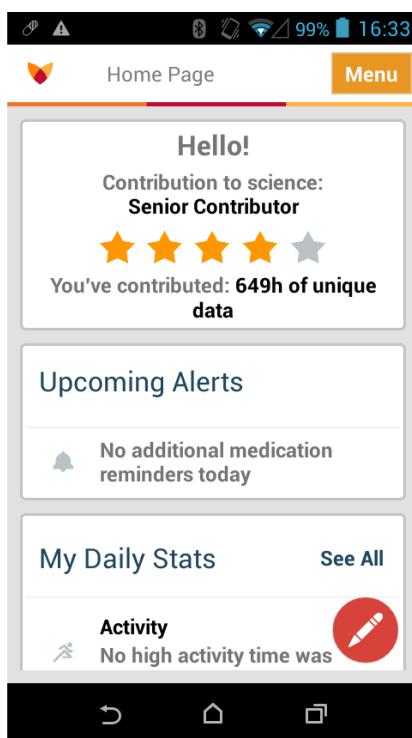 99% 16:33
Home Page Menu
Hello!
Contribution to science:
Senior Contributor
You've contributed: 649h of unique
data
Upcoming Alerts
No additional medication
reminders today
My Daily Stats See All
Activity
No high activity time was